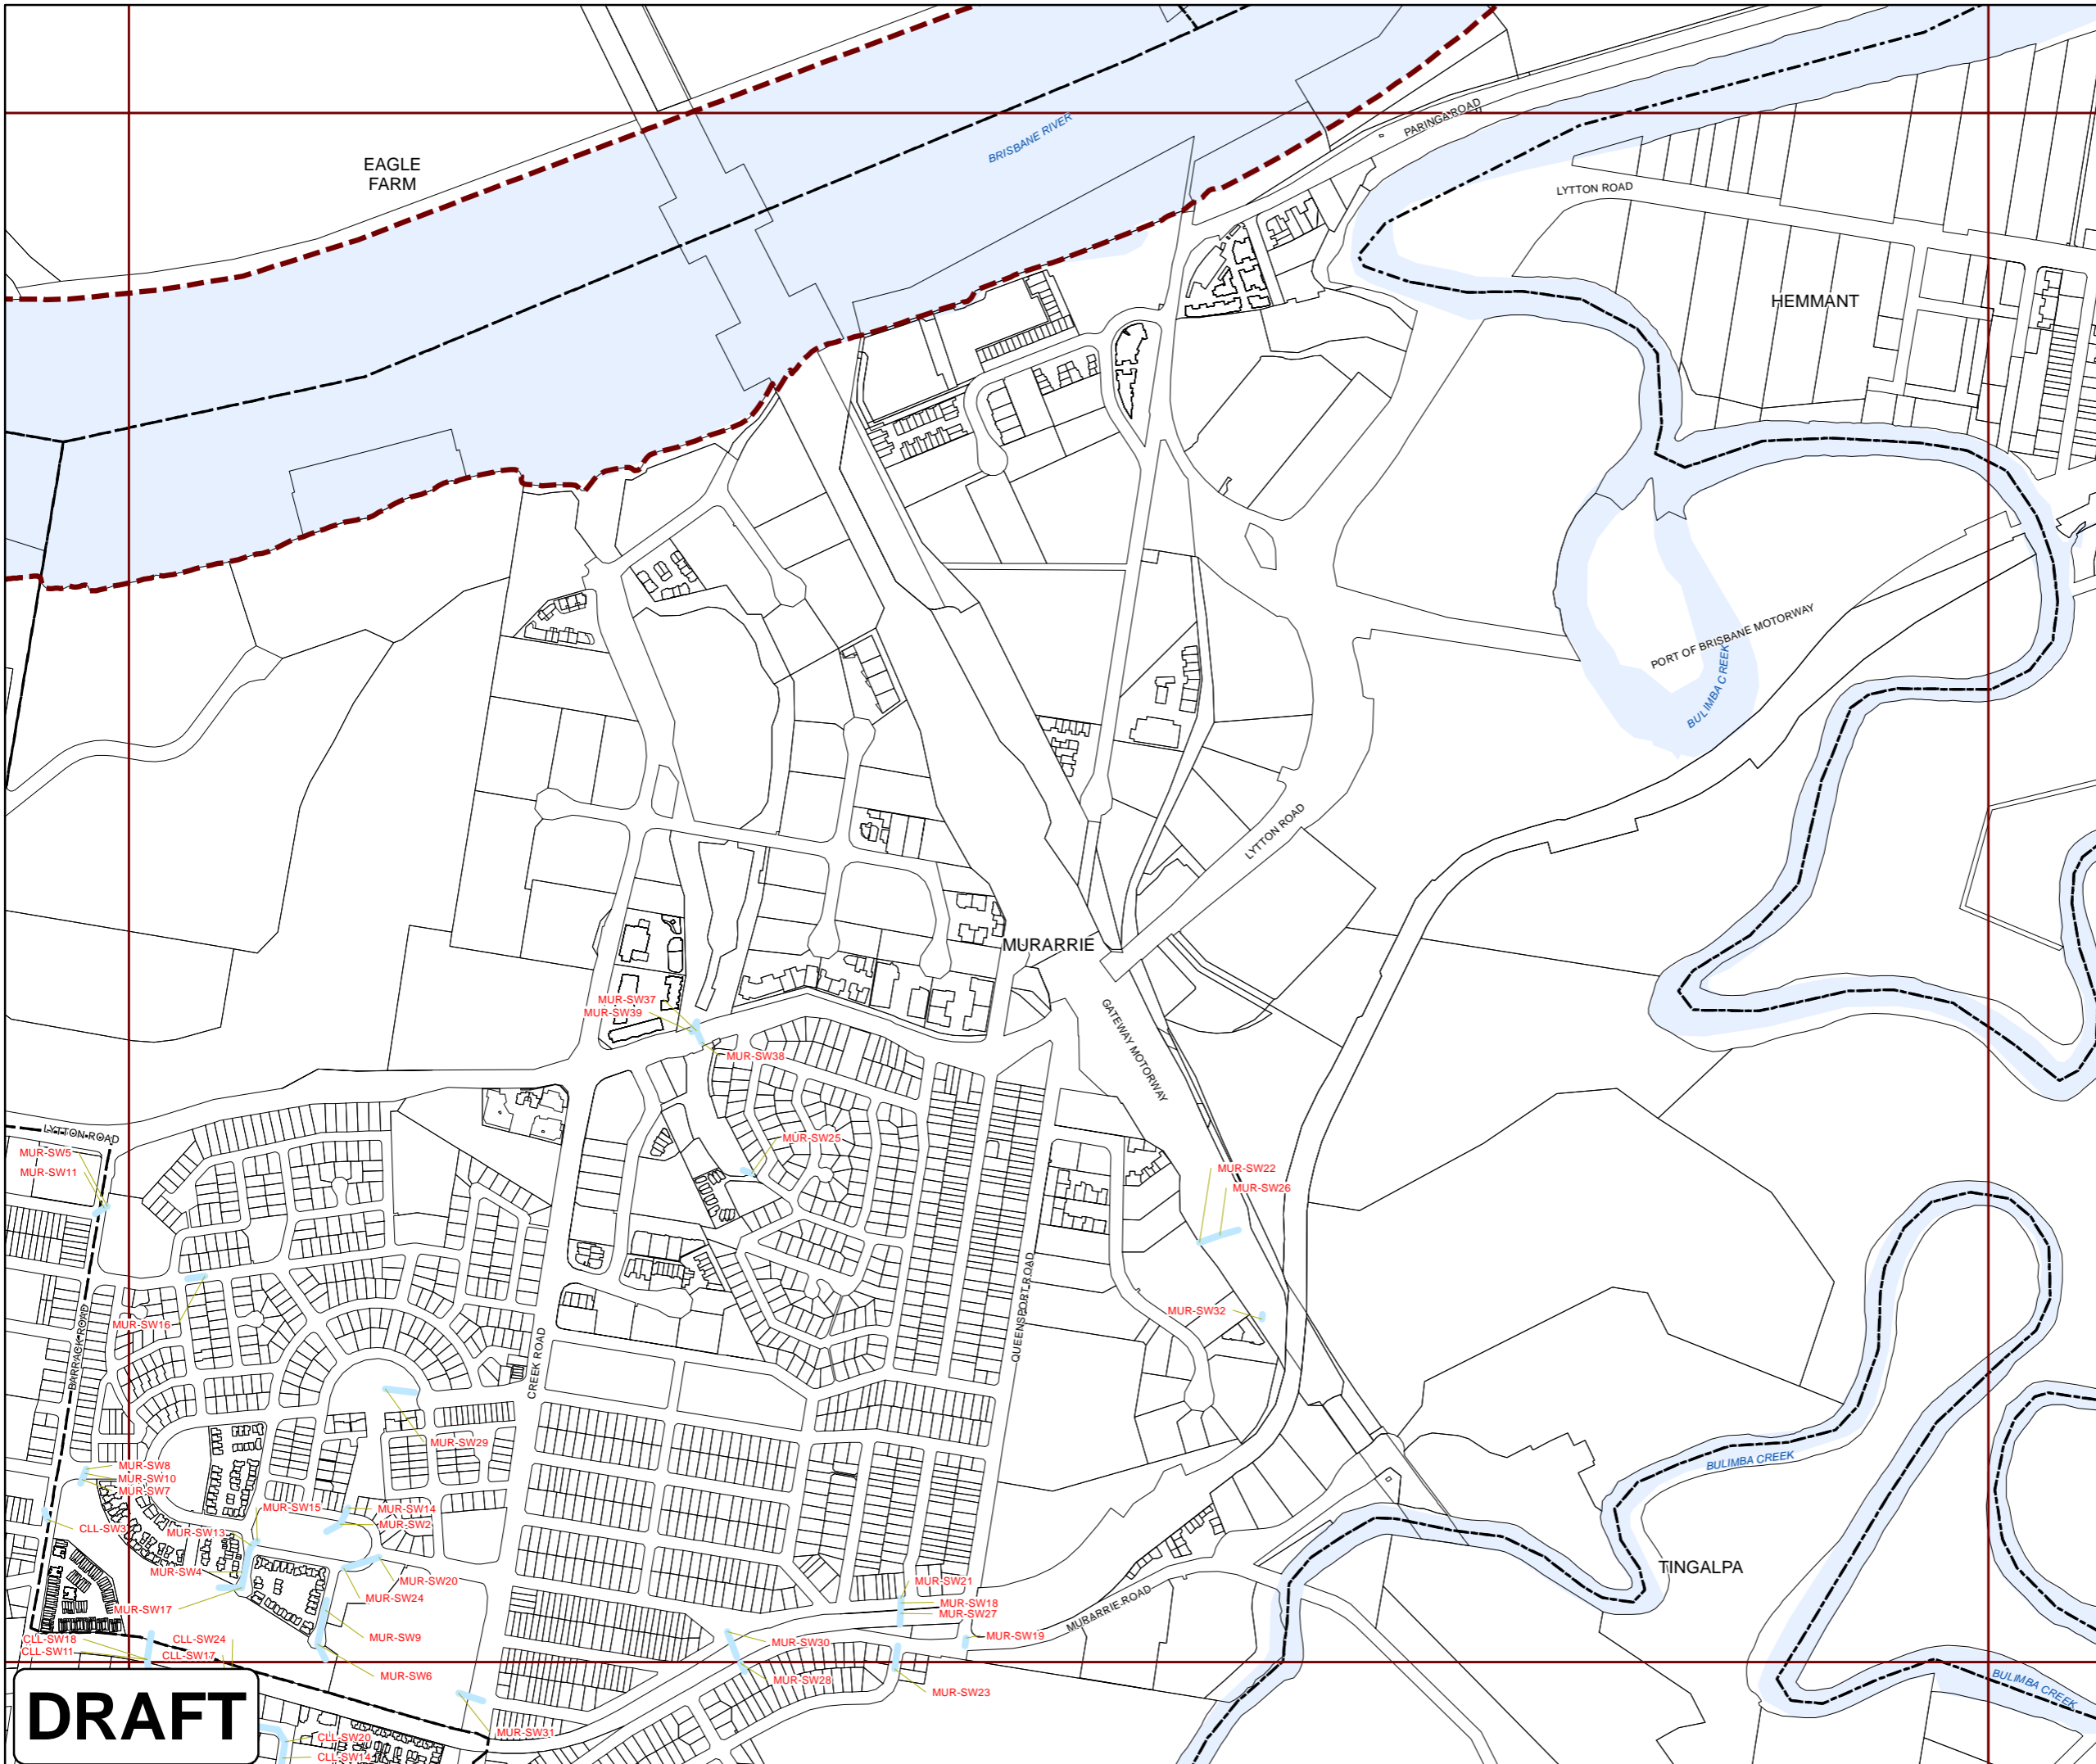 BRISBANE RIVER
PARINGA ROAD
EAGLE
FARM
LYTTON ROAD
HEMMANT
PORT OF BRISBANE MOTORWAY
BULIMBA CREEK
LYTTON ROAD
MURARRIE
MUR-SW37
MUR-SW39
GATEWAY MOTORWAY
MUR-SW38
LYTTON ROAD
MUR-SW5
MUR-SW25
MUR-SW11
MUR-SW22
MUR-SW26
QUEENSPORT ROAD
MUR-SW32
MUR-SW16
BARRACK ROAD
CREEK ROAD
MUR-SW29
BULIMBA CREEK
MUR-SW8
MUR-SW10
MUR-SW7
MUR-SW15
MUR-SW14
MUR-SW2
MUR-SW13
MUR-SW4
TINGALPA
MUR-SW20
MUR-SW21
MUR-SW24
MUR-SW18
MUR-SW17
MUR-SW27
MURARRIE ROAD
MUR-SW9
MUR-SW19
CLL-SW18
CLL-SW24
MUR-SW30
CLL-SW11
CLL-SW17
MUR-SW6
MUR-SW28
BULIMBA CREEK
MUR-SW23
DRAFT
MUR-SW31
CLL-SW20
CLL-SW14